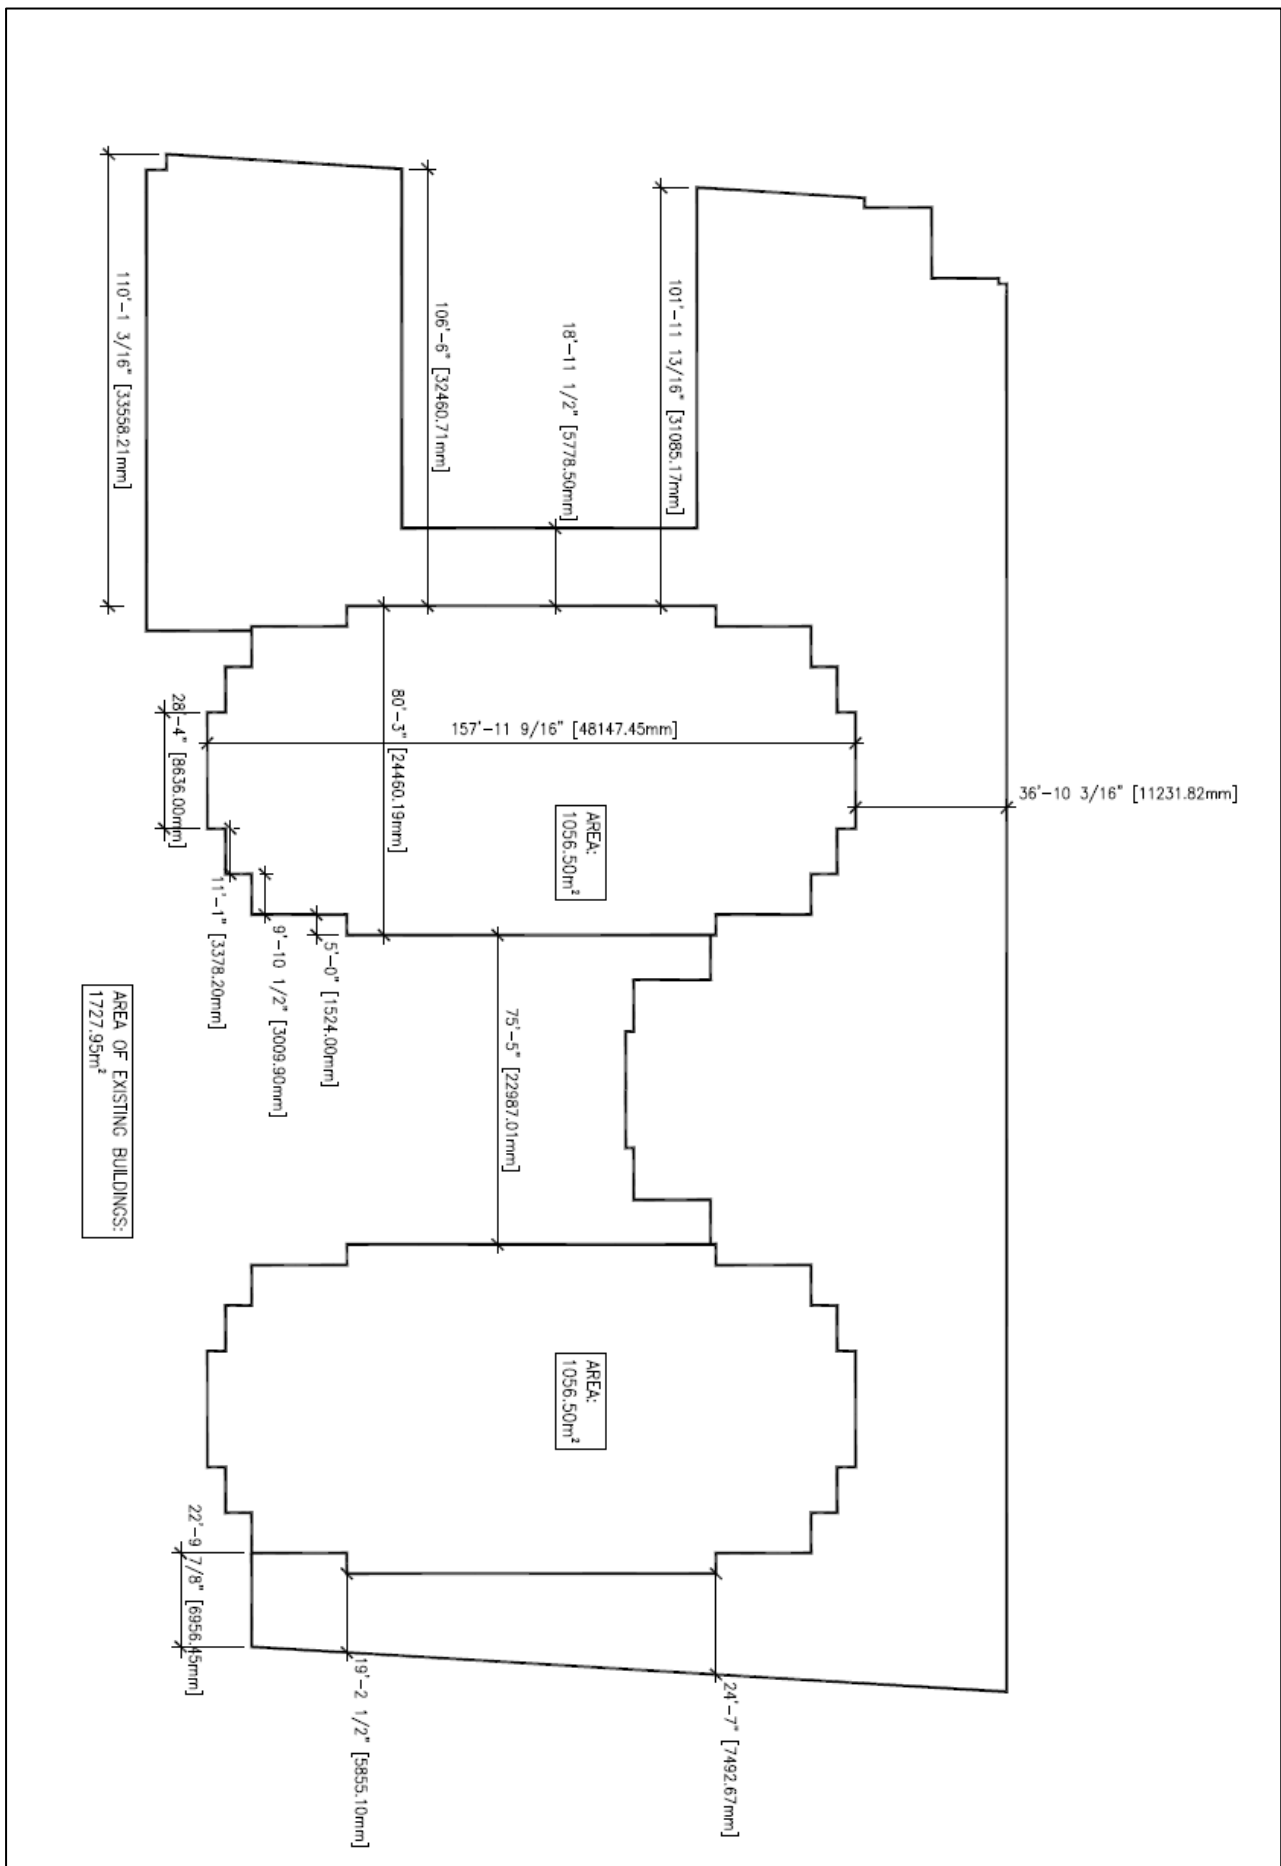 110'-1 3/16" [33558.21mm]
106'-6" [32460.71mm]
18'-11 1/2" [5778.50mm]
101'-11 13/16" [31085.17mm]
28'-4" [8636.00mm]
80'-3" [24460.19mm]
157'-11 9/16" [48147.45mm]
36'-10 3/16" [11231.82mm]
AREA:
1056.50m²
11'-1" [3378.20mm]
9'-10 1/2" [3009.90mm]
5'-0" [1524.00mm]
75'-5" [22987.01mm]
AREA OF EXISTING BUILDINGS:
1727.95m²
AREA:
1056.50m²
22'-9 7/8" [6956.45mm]
19'-2 1/2" [5855.10mm]
24'-7" [7492.67mm]